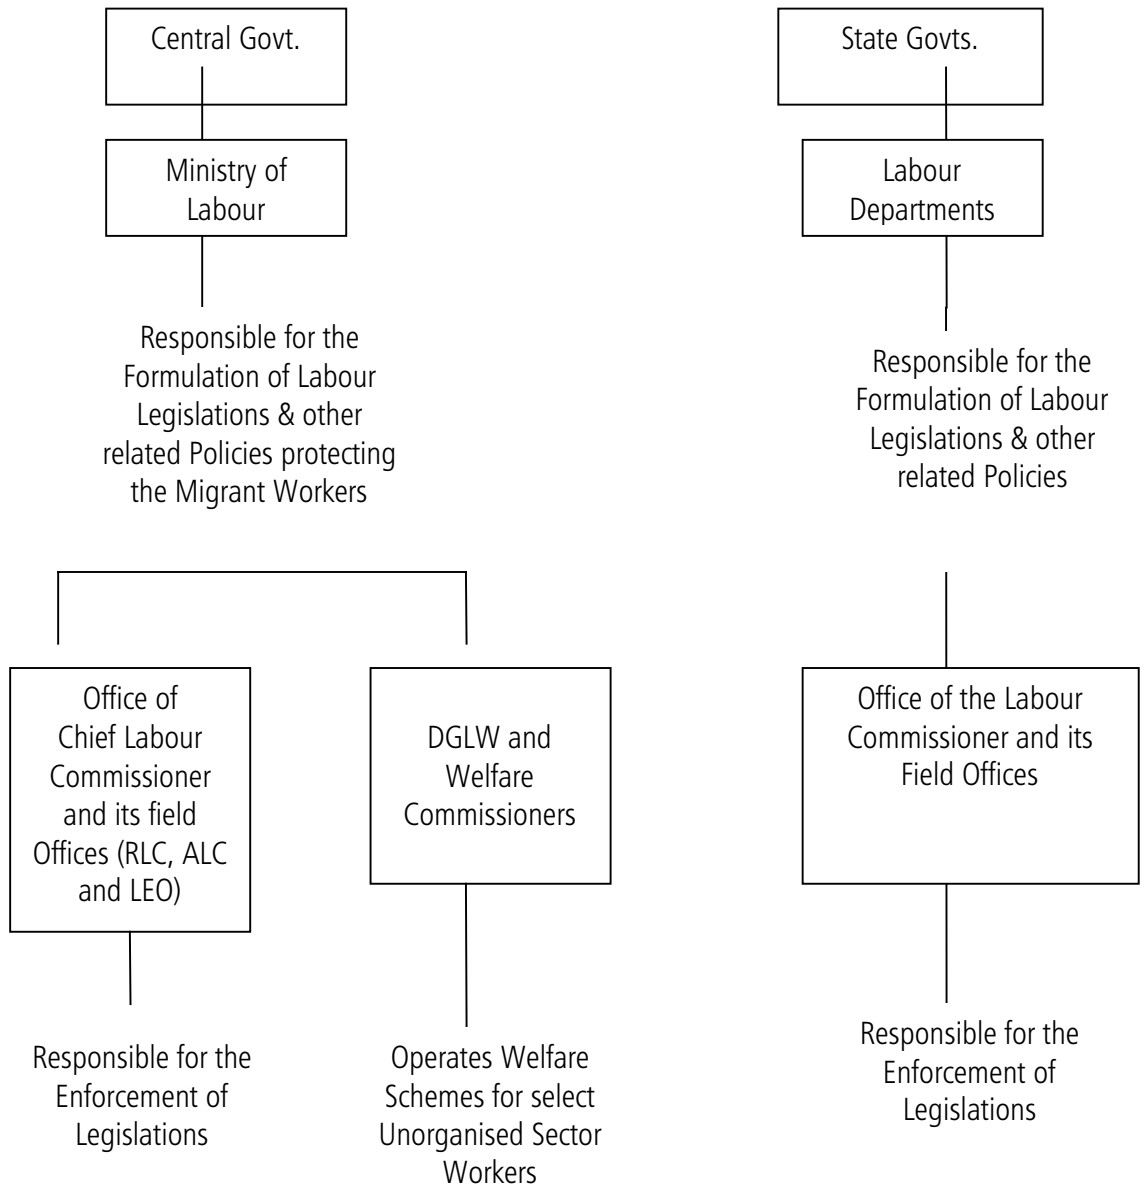 Central Govt.
State Govts.
Ministry of
Labour
Labour
Departments
Responsible for the
Formulation of Labour
Legislations & other
related Policies protecting
the Migrant Workers
Responsible for the
Formulation of Labour
Legislations & other
related Policies
Office of
Chief Labour
Commissioner
and its field
Offices (RLC, ALC
and LEO)
DGLW and
Welfare
Commissioners
Office of the Labour
Commissioner and its
Field Offices
Responsible for the
Enforcement of
Legislations
Operates Welfare
Schemes for select
Unorganised Sector
Workers
Responsible for the
Enforcement of
Legislations